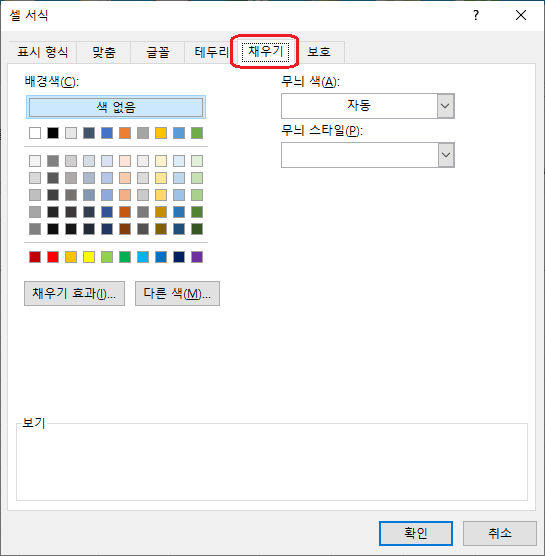 셀 서식
?
표시 형식 맞춤 글꼴 테두리 채우기 보호
배경색(C):
색 없음
무늬 색(A):
자동
무늬 스타일(P):
채우기 효과(I)... 다른 색(M)...
보기
확인 취소